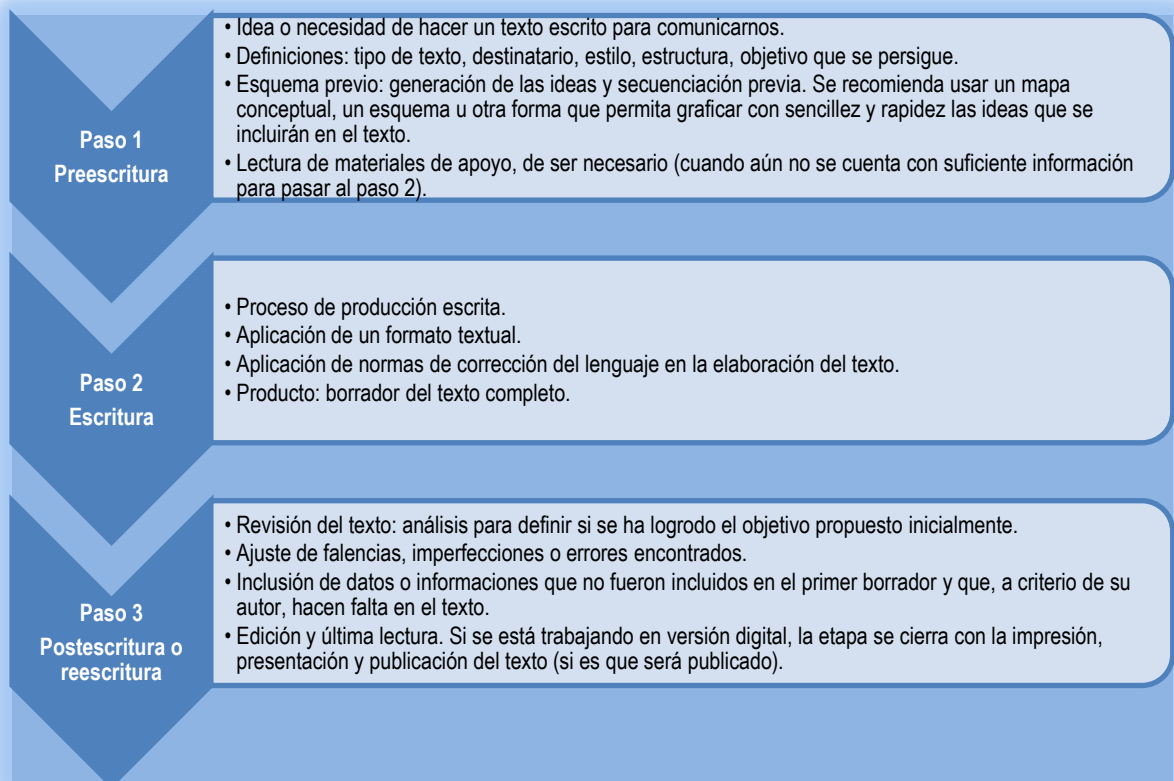 Paso 1
Preescritura
• Idea o necesidad de hacer un texto escrito para comunicarnos.
• Definiciones: tipo de texto, destinatario, estilo, estructura, objetivo que se persigue.
• Esquema previo: generación de las ideas y secuenciación previa. Se recomienda usar un mapa
conceptual, un esquema u otra forma que permita graficar con sencillez y rapidez las ideas que se
incluirán en el texto.
• Lectura de materiales de apoyo, de ser necesario (cuando aún no se cuenta con suficiente información
para pasar al paso 2).
Paso 2
Escritura
• Proceso de producción escrita.
• Aplicación de un formato textual.
• Aplicación de normas de corrección del lenguaje en la elaboración del texto.
• Producto: borrador del texto completo.
Paso 3
Postescritura o
reescritura
• Revisión del texto: análisis para definir si se ha logrodo el objetivo propuesto inicialmente.
• Ajuste de falencias, imperfecciones o errores encontrados.
• Inclusión de datos o informaciones que no fueron incluidos en el primer borrador y que, a criterio de su
autor, hacen falta en el texto.
• Edición y última lectura. Si se está trabajando en versión digital, la etapa se cierra con la impresión,
presentación y publicación del texto (si es que será publicado).